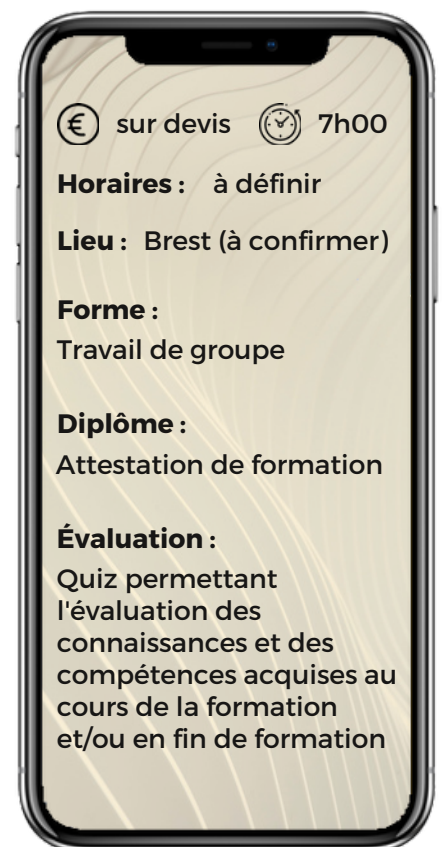 € sur devis 7h00
Horaires : à définir
Lieu : Brest (à confirmer)
Forme :
Travail de groupe
Diplôme :
Attestation de formation
Évaluation :
Quiz permettant
l'évaluation des
connaissances et des
compétences acquises au
cours de la formation
et/ou en fin de formation